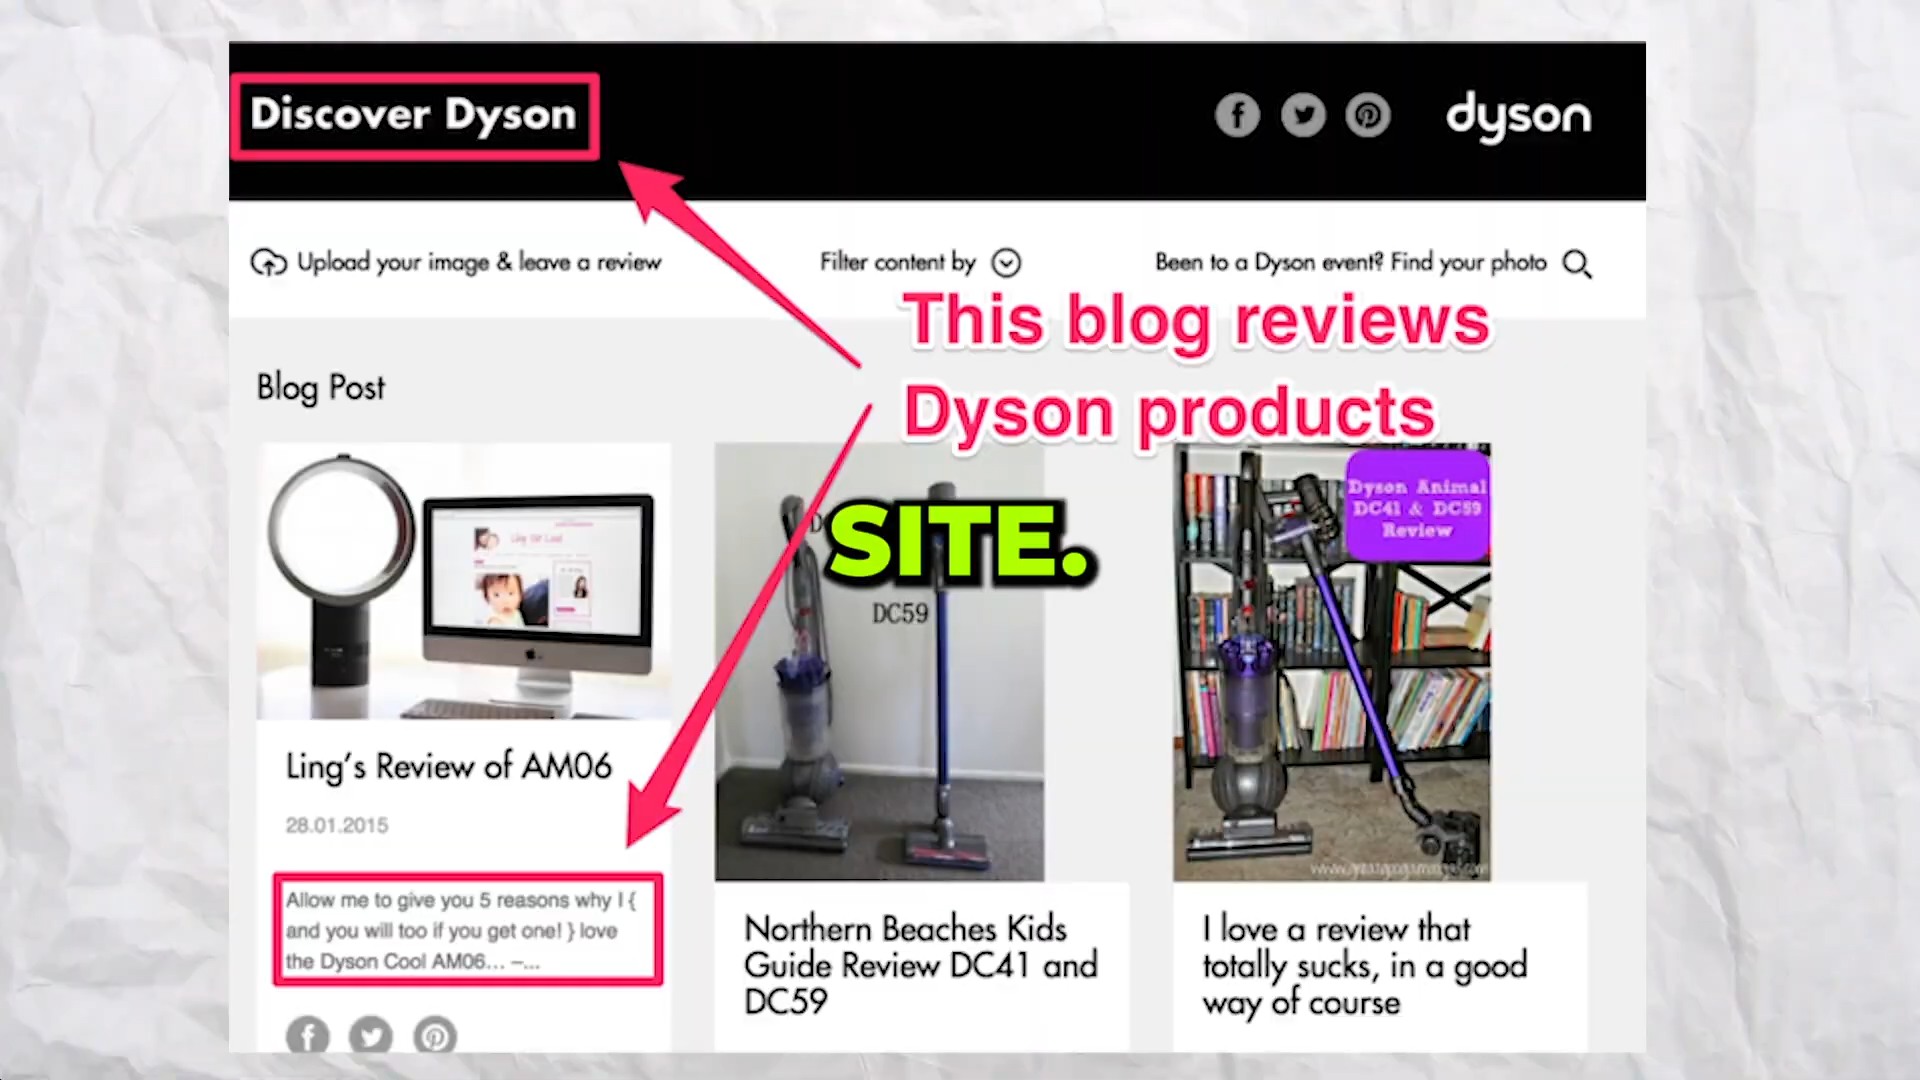 Discover Dyson
dyson
Upload your image & leave a review
Filter content by
Been to a Dyson event? Find your photo
This blog reviews
Dyson products
Blog Post
SITE.
DC59
Dyson Animal
DC41 & DC59
Review
Ling's Review of AM06
28.01.2015
Allow me to give you 5 reasons why I {
and you will too if you get one! } love
the Dyson Cool AM06... –...
Northern Beaches Kids
Guide Review DC41 and
DC59
I love a review that
totally sucks, in a good
way of course